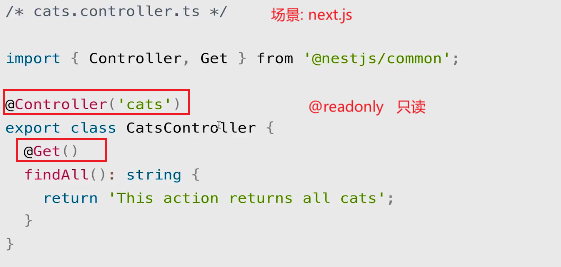 /* cats.controller.ts */ 场景: next.js
import { Controller, Get } from '@nestjs/common';
@Controller('cats') @readonly 只读
export class CatsController {
@Get()
findAll(): string {
return 'This action returns all cats';
}
}